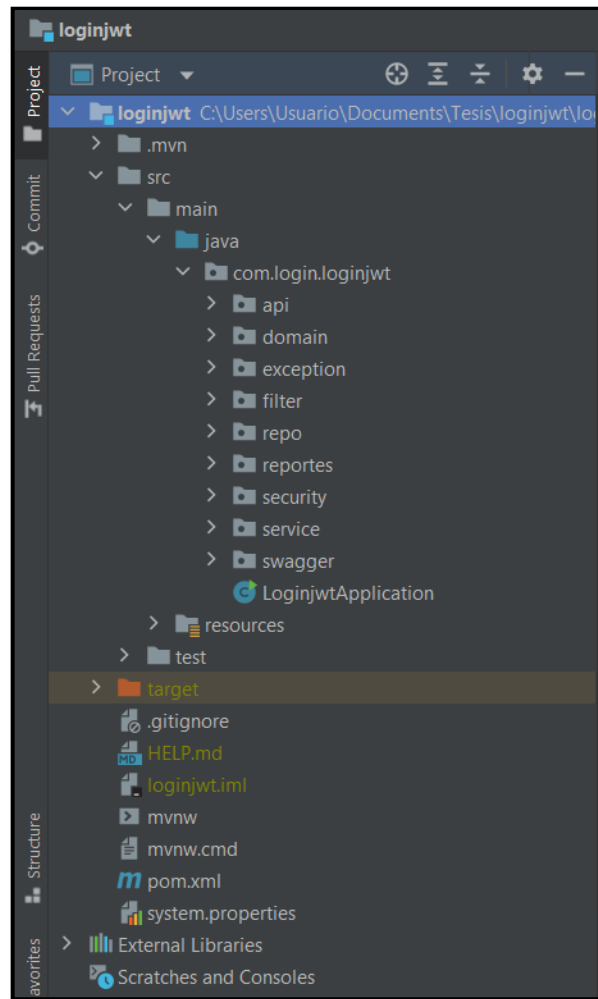 loginjwt
Project
Project
loginjwt C:\Users\Usuario\Documents\Tesis\loginjwt\lo
.mvn
src
main
java
com.login.loginjwt
api
domain
exception
filter
repo
reportes
security
service
swagger
LoginjwtApplication
resources
test
target
.gitignore
HELP.md
loginjwt.iml
mvnw
mvnw.cmd
pom.xml
system.properties
External Libraries
Scratches and Consoles
Commit
Pull Requests
Structure
avorites